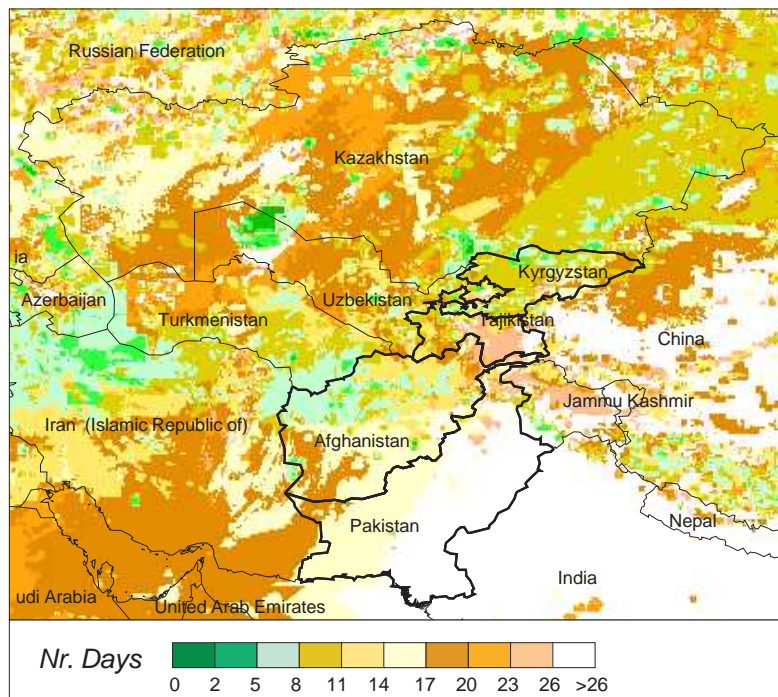 Russian Federation
Kazakhstan
ia
Kyrgyzstan
Azerbaijan
Uzbekistan
Turkmenistan
Tajikistan
China
Jammu Kashmir
Iran (Islamic Republic of)
Afghanistan
Pakistan
Nepal
India
udi Arabia
United Arab Emirates
Nr. Days
0 2 5 8 11 14 17 20 23 26 >26